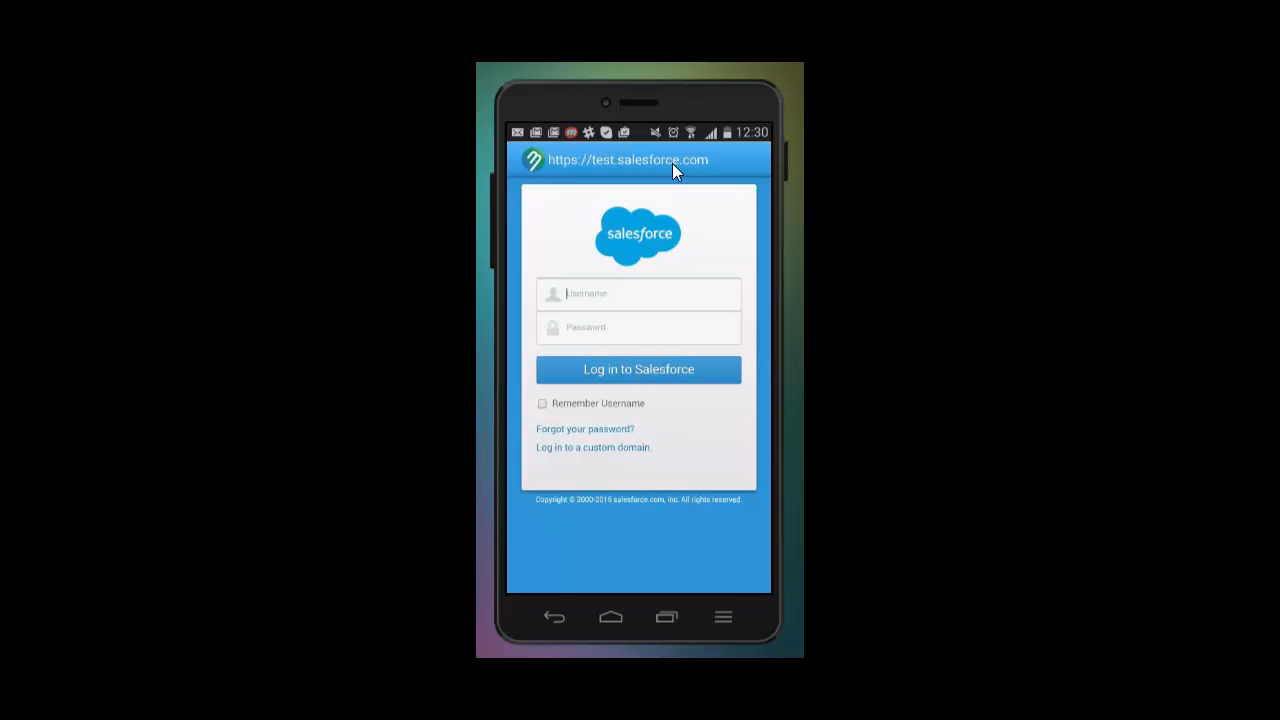 12:30
https://test.salesforce.com
salesforce
Username
Password
Log in to Salesforce
Remember Username
Forgot your password?
Log in to a custom domain.
Copyright © 2000-2015 salesforce.com, inc. All rights reserved.